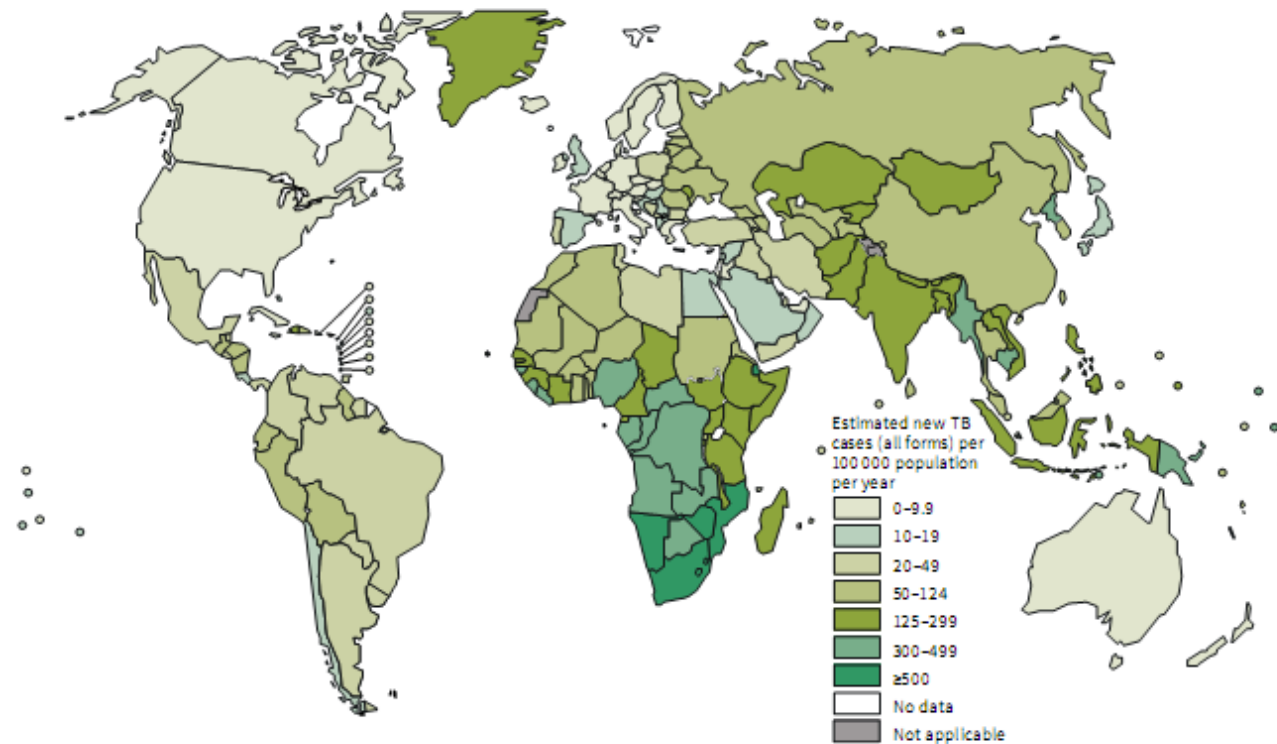 Estimated new TB
cases (all forms) per
100 000 population
per year
0–9.9
10–19
20–49
50–124
125–299
300–499
≥500
No data
Not applicable